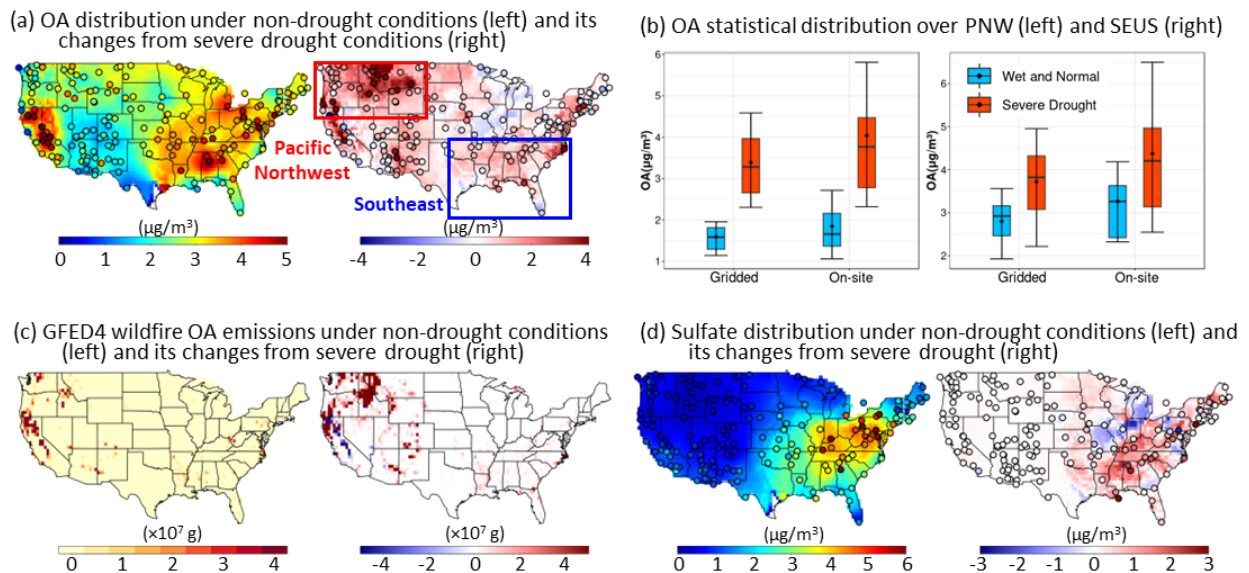 (a) OA distribution under non-drought conditions (left) and its
changes from severe drought conditions (right)
Pacific
Northwest
Southeast
(μg/m³)
0 1 2 3 4 5
(μg/m³)
-4 -2 0 2 4
(b) OA statistical distribution over PNW (left) and SEUS (right)
OA(μg/m³)
6
5
4
3
2
1
Gridded On-site
OA(μg/m³)
6
5
4
3
2
Wet and Normal
Severe Drought
Gridded On-site
(c) GFED4 wildfire OA emissions under non-drought conditions
(left) and its changes from severe drought (right)
(×10⁷ g)
0 1 2 3 4
(×10⁷ g)
-4 -2 0 2 4
(d) Sulfate distribution under non-drought conditions (left) and
its changes from severe drought (right)
(μg/m³)
0 1 2 3 4 5 6
(μg/m³)
-3 -2 -1 0 1 2 3